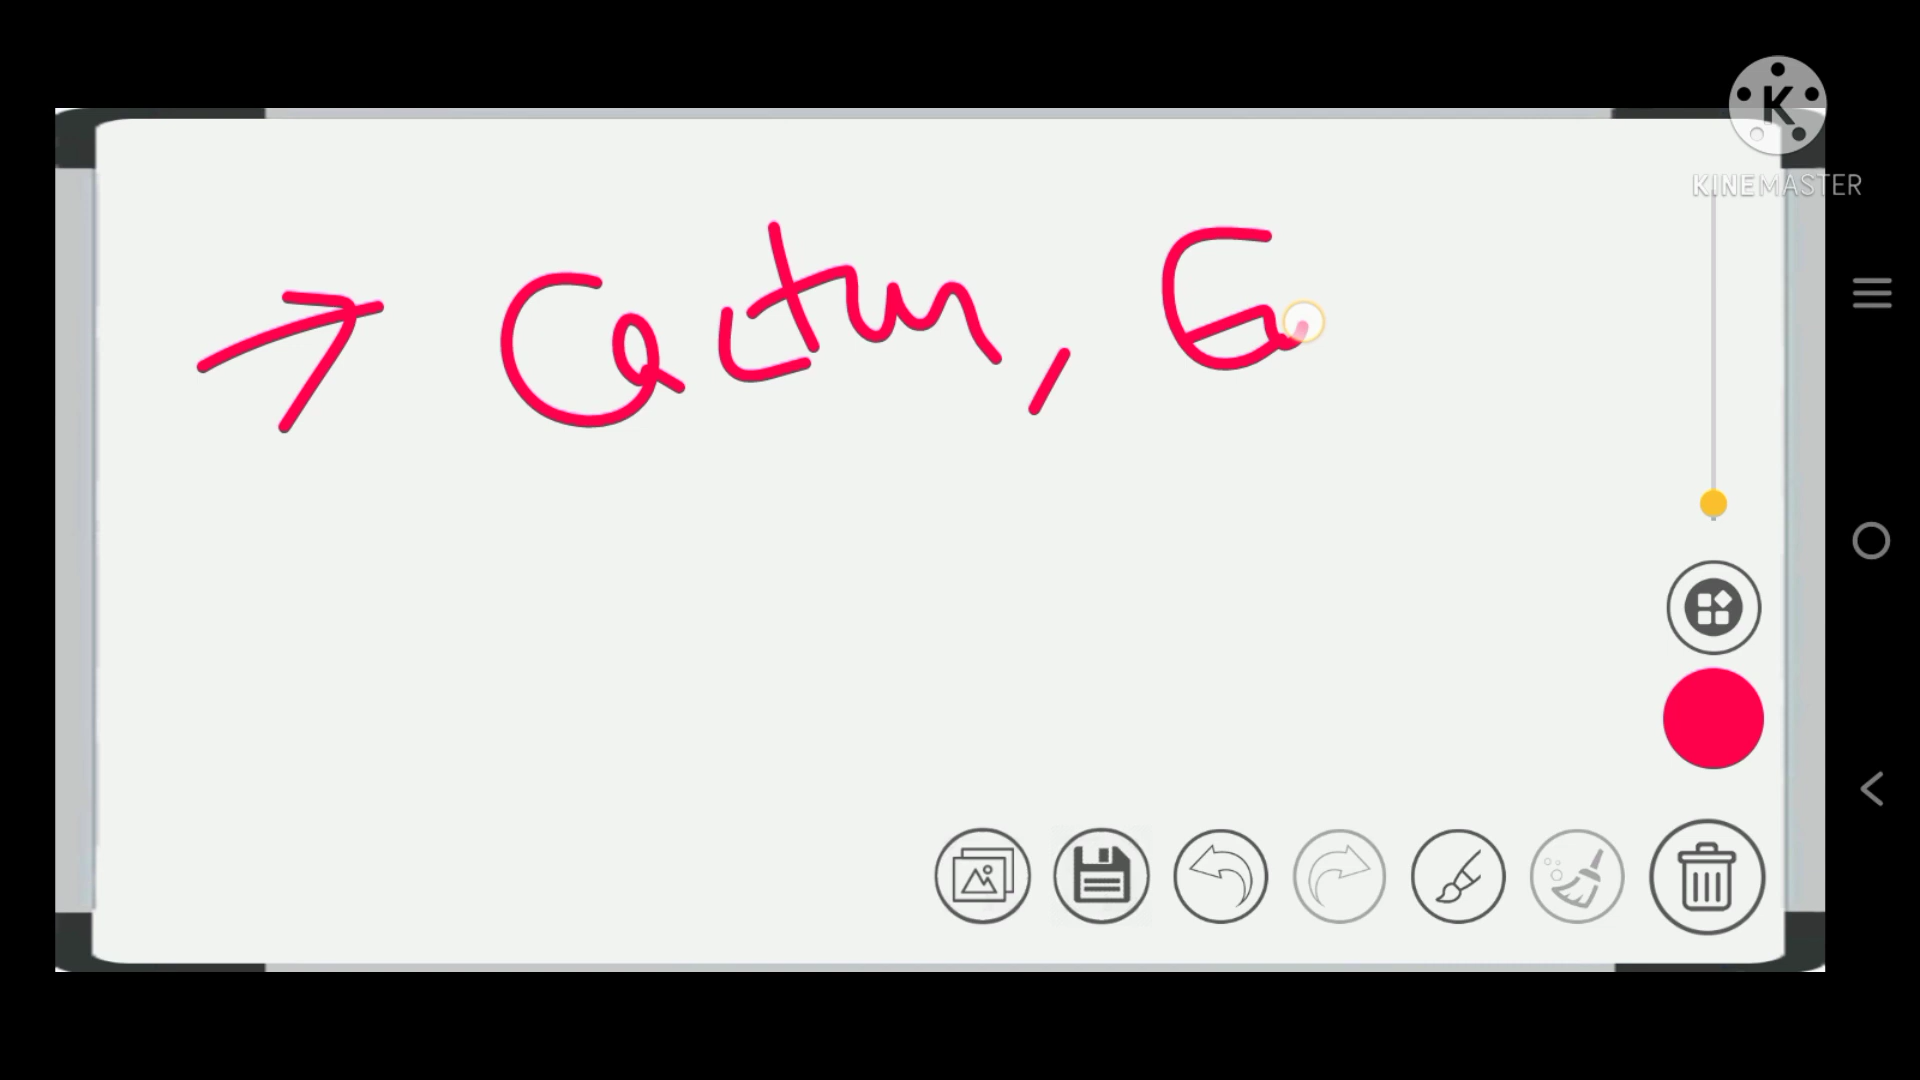 K
KINEMASTER
→ Cactus, E